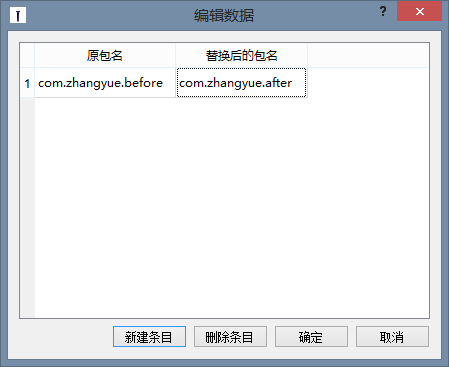 编辑数据
?
原包名 替换后的包名
1 com.zhangyue.before com.zhangyue.after
新建条目 删除条目 确定 取消